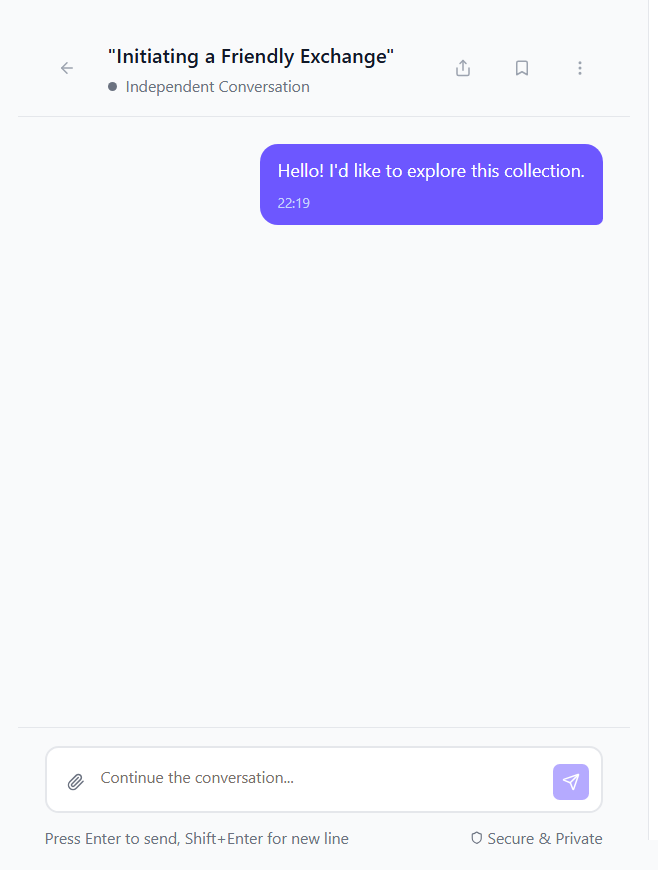 "Initiating a Friendly Exchange"
Independent Conversation
Hello! I'd like to explore this collection.
22:19
Continue the conversation...
Press Enter to send, Shift+Enter for new line
Secure & Private